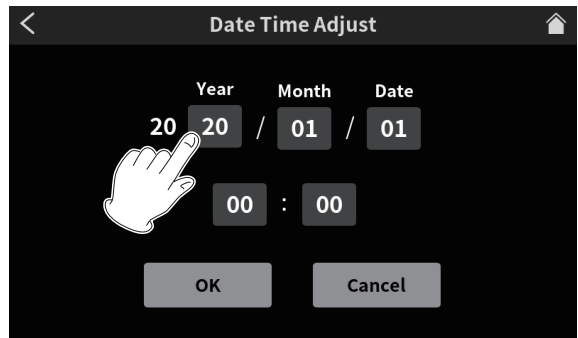 Date Time Adjust
Year Month Date
20 20 / 01 / 01
00 : 00
OK Cancel